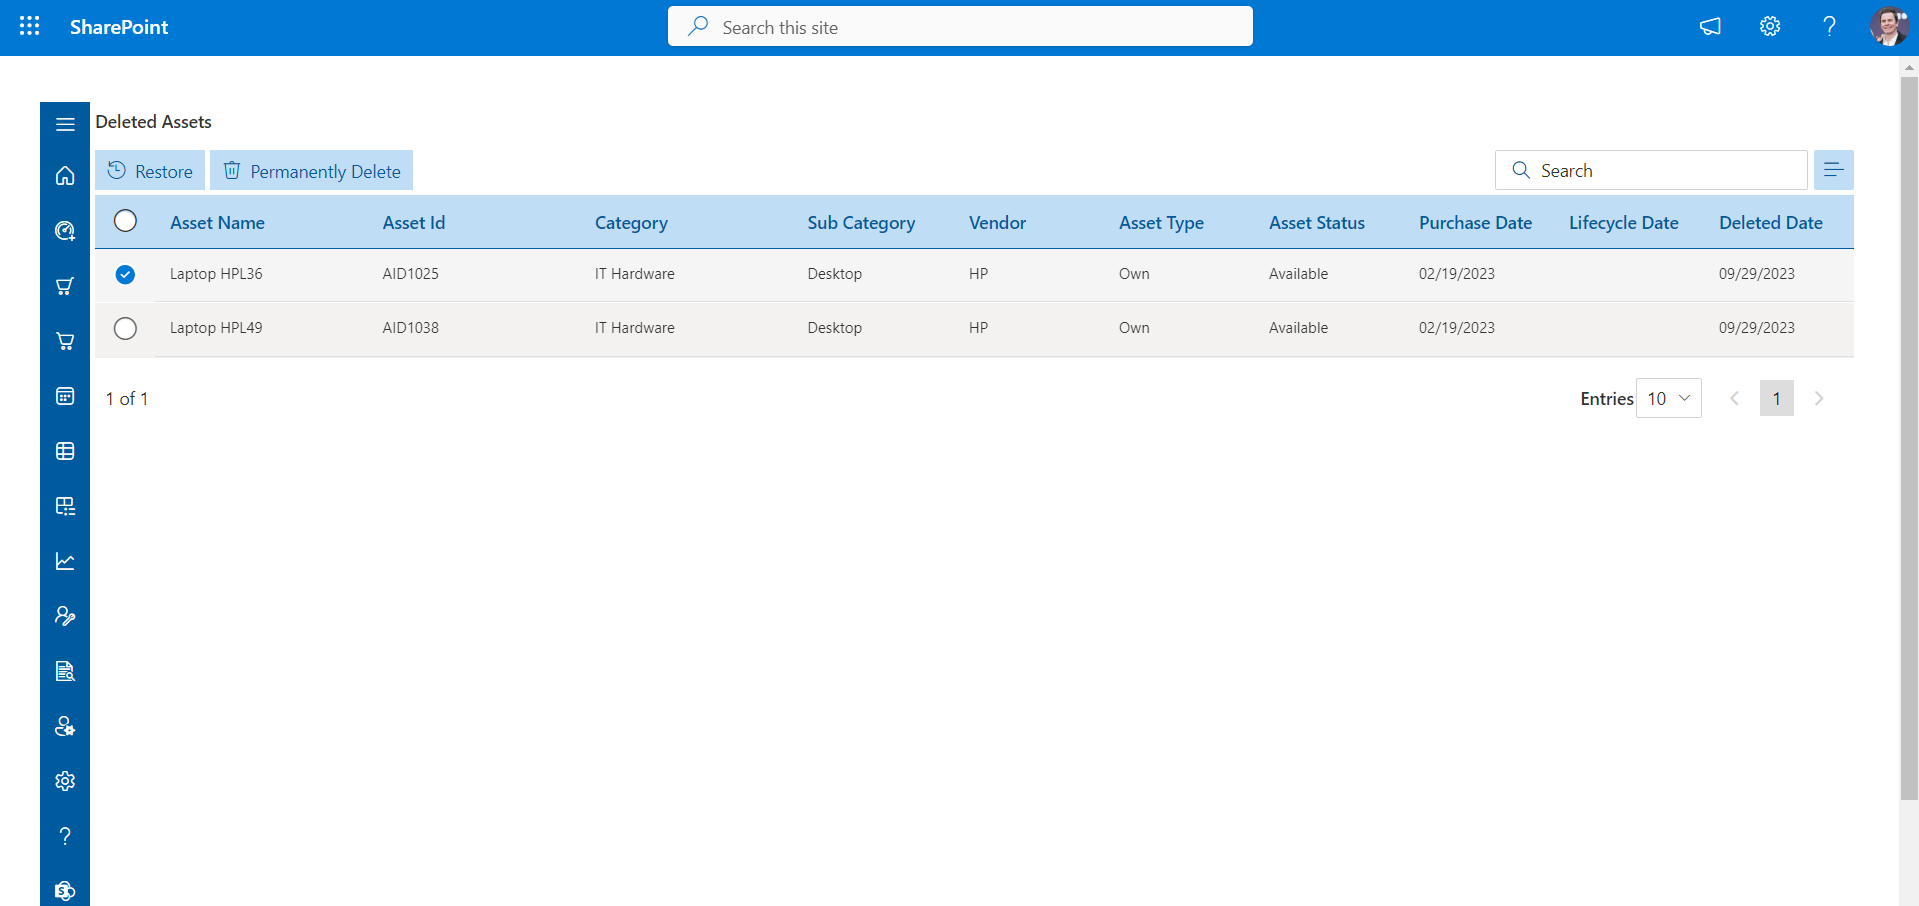 SharePoint
Search this site
Deleted Assets
Restore Permanently Delete Search
Asset Name Asset Id Category Sub Category Vendor Asset Type Asset Status Purchase Date Lifecycle Date Deleted Date
Laptop HPL36 AID1025 IT Hardware Desktop HP Own Available 02/19/2023 09/29/2023
Laptop HPL49 AID1038 IT Hardware Desktop HP Own Available 02/19/2023 09/29/2023
1 of 1 Entries 10 1